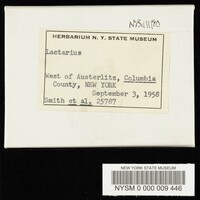 HERBARIUM N. Y. STATE MUSEUM
Lactarius
West of Austerlitz, Columbia
County, NEW YORK
September 3, 1958
Smith et al. 25787
NEW YORK STATE MUSEUM
NYSM 0 000 009 446